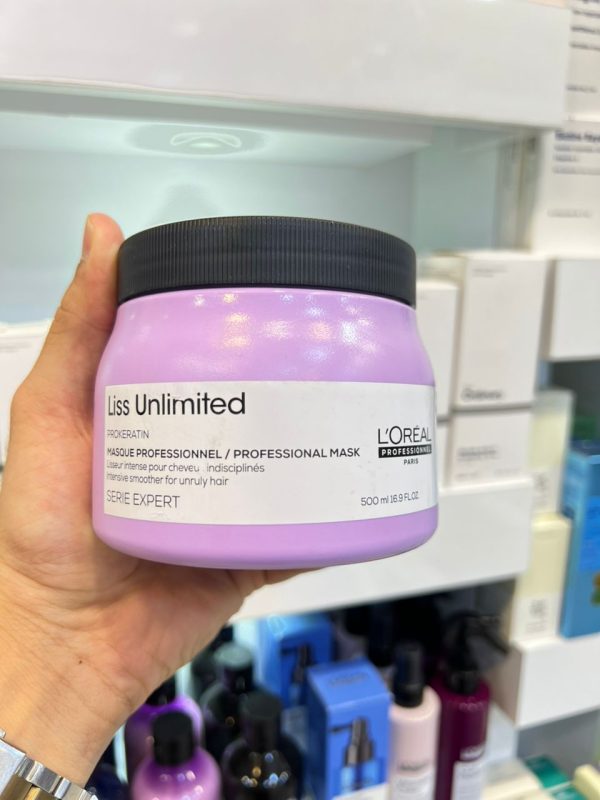 Liss Unlimited
PROKERATIN
MASQUE PROFESSIONNEL / PROFESSIONAL MASK
Lisseur intense pour cheveu indisciplinés
Intensive smoother for unruly hair
SERIE EXPERT
L'ORÉAL
PROFESSIONNEL
PARIS
500 ml 16.9 FL.OZ.